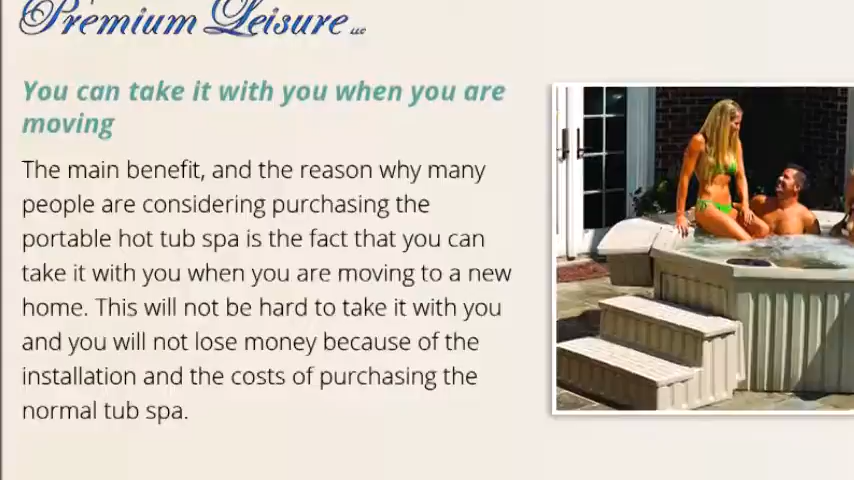 Premium Leisure LLC
You can take it with you when you are
moving
The main benefit, and the reason why many
people are considering purchasing the
portable hot tub spa is the fact that you can
take it with you when you are moving to a new
home. This will not be hard to take it with you
and you will not lose money because of the
installation and the costs of purchasing the
normal tub spa.